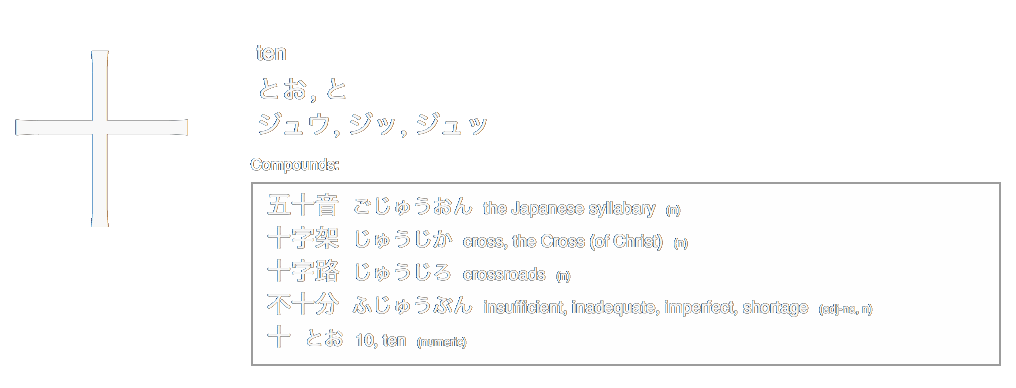 十
ten
とお, と
ジュウ, ジッ, ジュッ
Compounds:
五十音 ごじゅうおん the Japanese syllabary (n)
十字架 じゅうじか cross, the Cross (of Christ) (n)
十字路 じゅうじろ crossroads (n)
不十分 ふじゅうぶん insufficient, inadequate, imperfect, shortage (adj-na, n)
十 とお 10, ten (numeric)